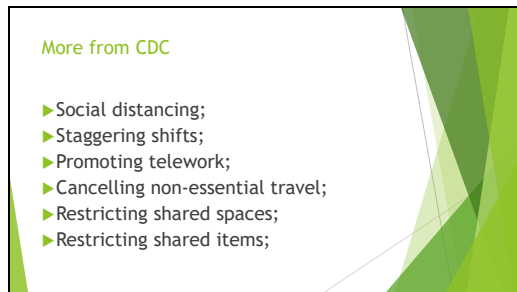 More from CDC
▶Social distancing;
▶Staggering shifts;
▶Promoting telework;
▶Cancelling non-essential travel;
▶Restricting shared spaces;
▶Restricting shared items;